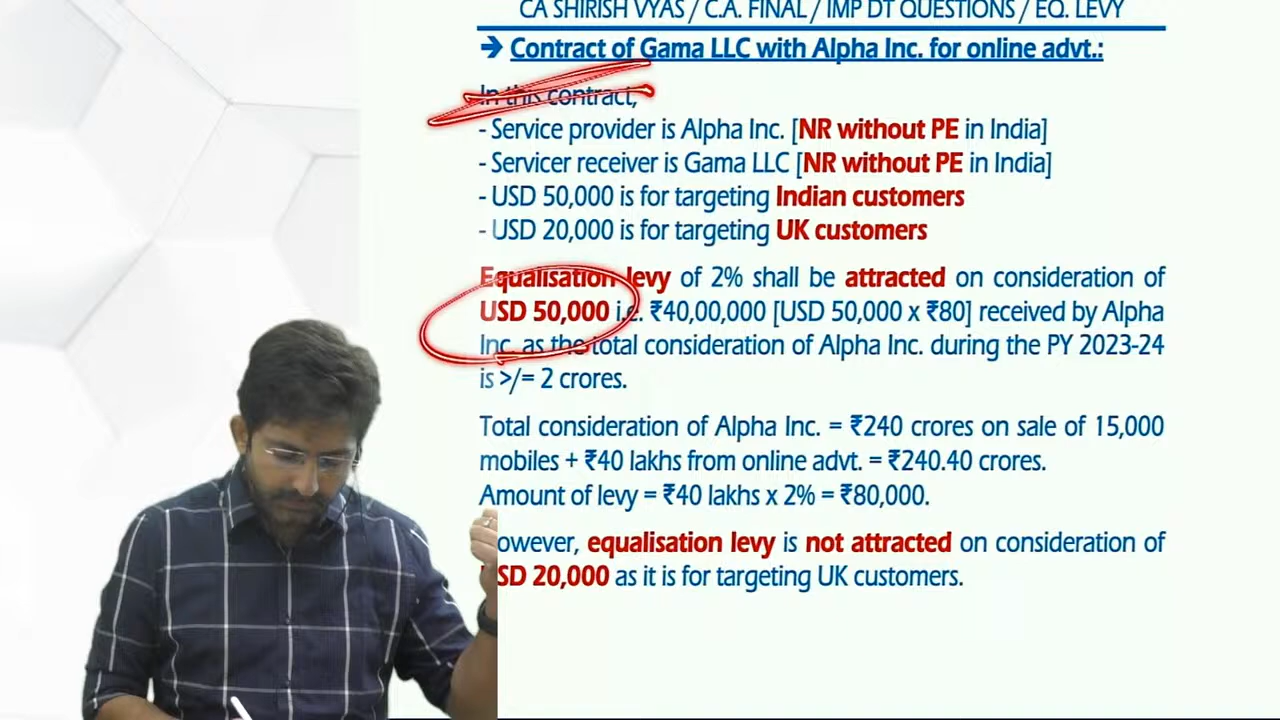 CA SHIRISH VYAS / C.A. FINAL / IMP DT QUESTIONS / EQ. LEVY
➔ Contract of Gama LLC with Alpha Inc. for online advt.:
In this contract,
- Service provider is Alpha Inc. [NR without PE in India]
- Servicer receiver is Gama LLC [NR without PE in India]
- USD 50,000 is for targeting Indian customers
- USD 20,000 is for targeting UK customers
Equalisation levy of 2% shall be attracted on consideration of
USD 50,000 i.e. ₹40,00,000 [USD 50,000 x ₹80] received by Alpha
Inc. as the total consideration of Alpha Inc. during the PY 2023-24
is >/= 2 crores.
Total consideration of Alpha Inc. = ₹240 crores on sale of 15,000
mobiles + ₹40 lakhs from online advt. = ₹240.40 crores.
Amount of levy = ₹40 lakhs x 2% = ₹80,000.
owever, equalisation levy is not attracted on consideration of
SD 20,000 as it is for targeting UK customers.